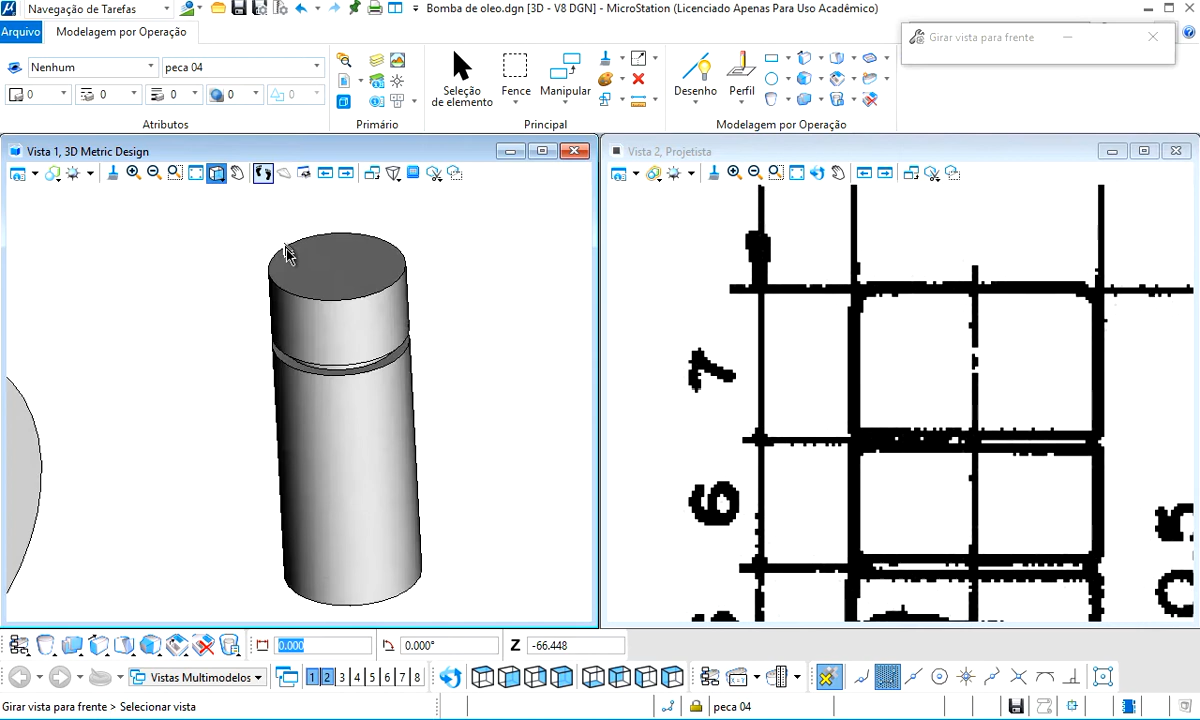 Navegação de Tarefas
Bomba de oleo.dgn [3D - V8 DGN] - MicroStation (Licenciado Apenas Para Uso Acadêmico)
Arquivo
Modelagem por Operação
Girar vista para frente
Nenhum
peca 04
0
0
0
0
0
Seleção de elemento
Fence
Manipular
Desenho
Perfil
Atributos
Primário
Principal
Modelagem por Operação
Vista 1, 3D Metric Design
Vista 2, Projetista
7
6
0.000
0.000°
Z
-66.448
Vistas Multimodelos
1 2 3 4 5 6 7 8
Girar vista para frente > Selecionar vista
peca 04